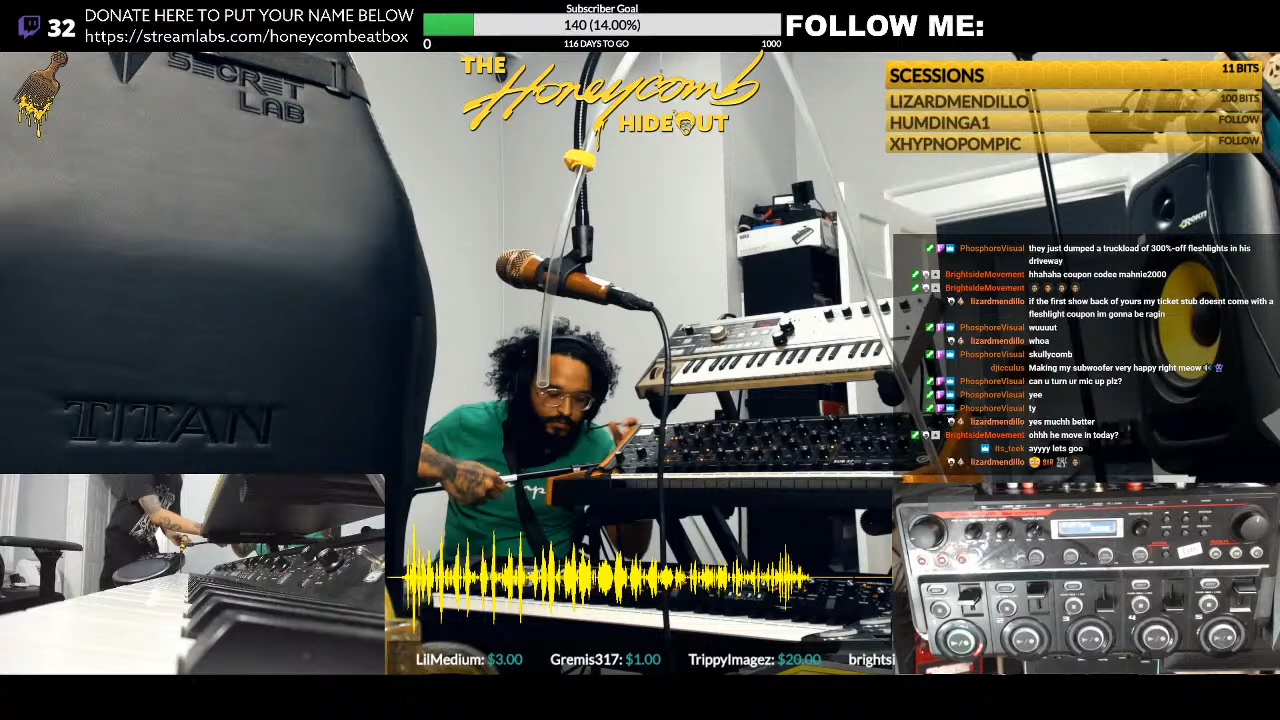 32
DONATE HERE TO PUT YOUR NAME BELOW
https://streamlabs.com/honeycombeatbox
Subscriber Goal
140 (14.00%)
0
116 DAYS TO GO
1000
FOLLOW ME:
SECRET
LAB
TITAN
THE
Honeycomb
HIDEOUT
SCESSIONS 11 BITS
LIZARDMENDILLO 100 BITS
HUMDINGA1 FOLLOW
XHYPNOPOMPIC FOLLOW
PhosphoreVisual they just dumped a truckload of 300%-off fleshlights in his
driveway
BrightsideMovement hhahaha coupon codee mahnie2000
BrightsideMovement
lizardmendillo if the first show back of yours my ticket stub doesnt come with a
fleshlight coupon im gonna be ragin
PhosphoreVisual wuuuut
lizardmendillo whoa
PhosphoreVisual skullycomb
djicculus Making my subwoofer very happy right meow
PhosphoreVisual can u turn ur mic up plz?
PhosphoreVisual yee
PhosphoreVisual ty
lizardmendillo yes muchh better
BrightsideMovement ohhh he move in today?
its_teek ayyyy lets goo
lizardmendillo
LilMedium: $3.00 Gremis317: $1.00 TrippyImagez: $20.00 brightsi